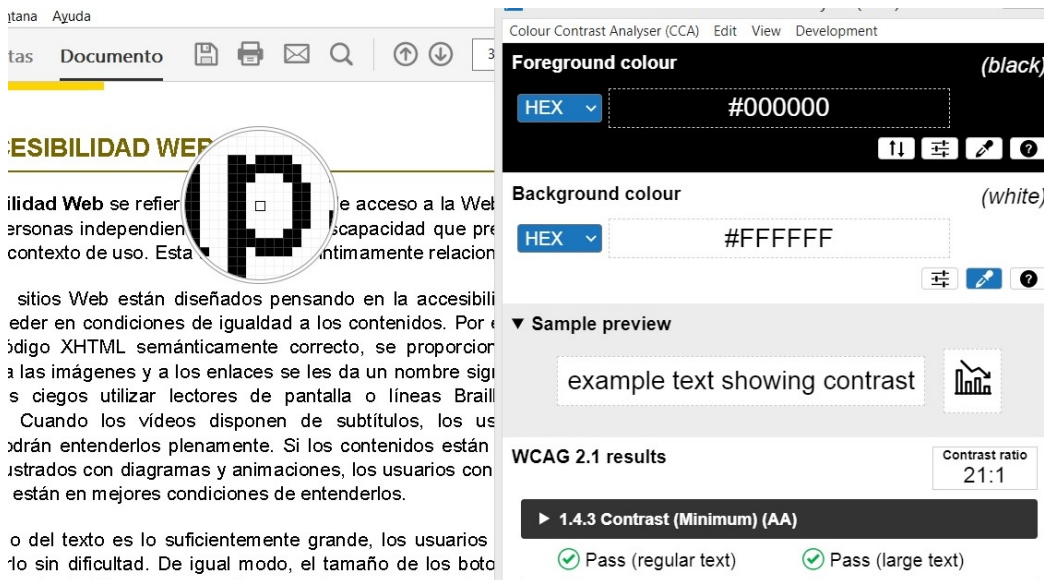 ntana Ayuda
tas Documento 3
ESIBILIDAD WEB
ilidad Web se refier e acceso a la Web
ersonas independien scapacidad que pre
contexto de uso. Esta íntimamente relacion
sitios Web están diseñados pensando en la accesibili
eder en condiciones de igualdad a los contenidos. Por e
ódigo XHTML semánticamente correcto, se proporcion
a las imágenes y a los enlaces se les da un nombre sign
s ciegos utilizar lectores de pantalla o líneas Braill
Cuando los vídeos disponen de subtítulos, los us
odrán entenderlos plenamente. Si los contenidos están
ustrados con diagramas y animaciones, los usuarios con
están en mejores condiciones de entenderlos.
o del texto es lo suficientemente grande, los usuarios
rlo sin dificultad. De igual modo, el tamaño de los boto
p
Colour Contrast Analyser (CCA) Edit View Development
Foreground colour (black)
HEX #000000
Background colour (white)
HEX #FFFFFF
▼ Sample preview
example text showing contrast
WCAG 2.1 results
Contrast ratio
21:1
► 1.4.3 Contrast (Minimum) (AA)
Pass (regular text) Pass (large text)